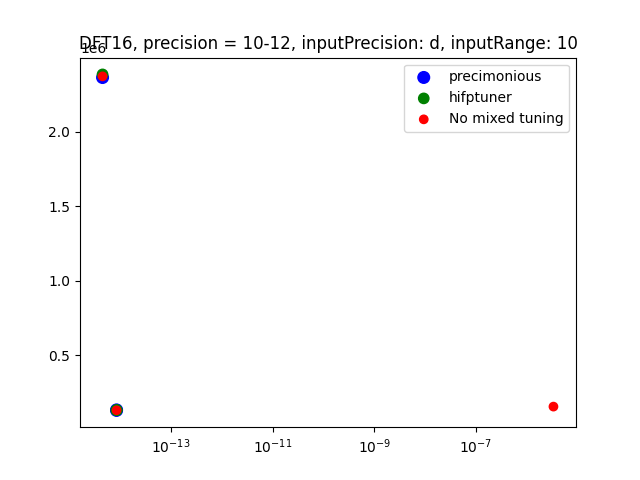 DFT16, precision = 10-12, inputPrecision: d, inputRange: 10
1e6
precimonious
hifptuner
No mixed tuning
2.0
1.5
1.0
0.5
10⁻¹³ 10⁻¹¹ 10⁻⁹ 10⁻⁷